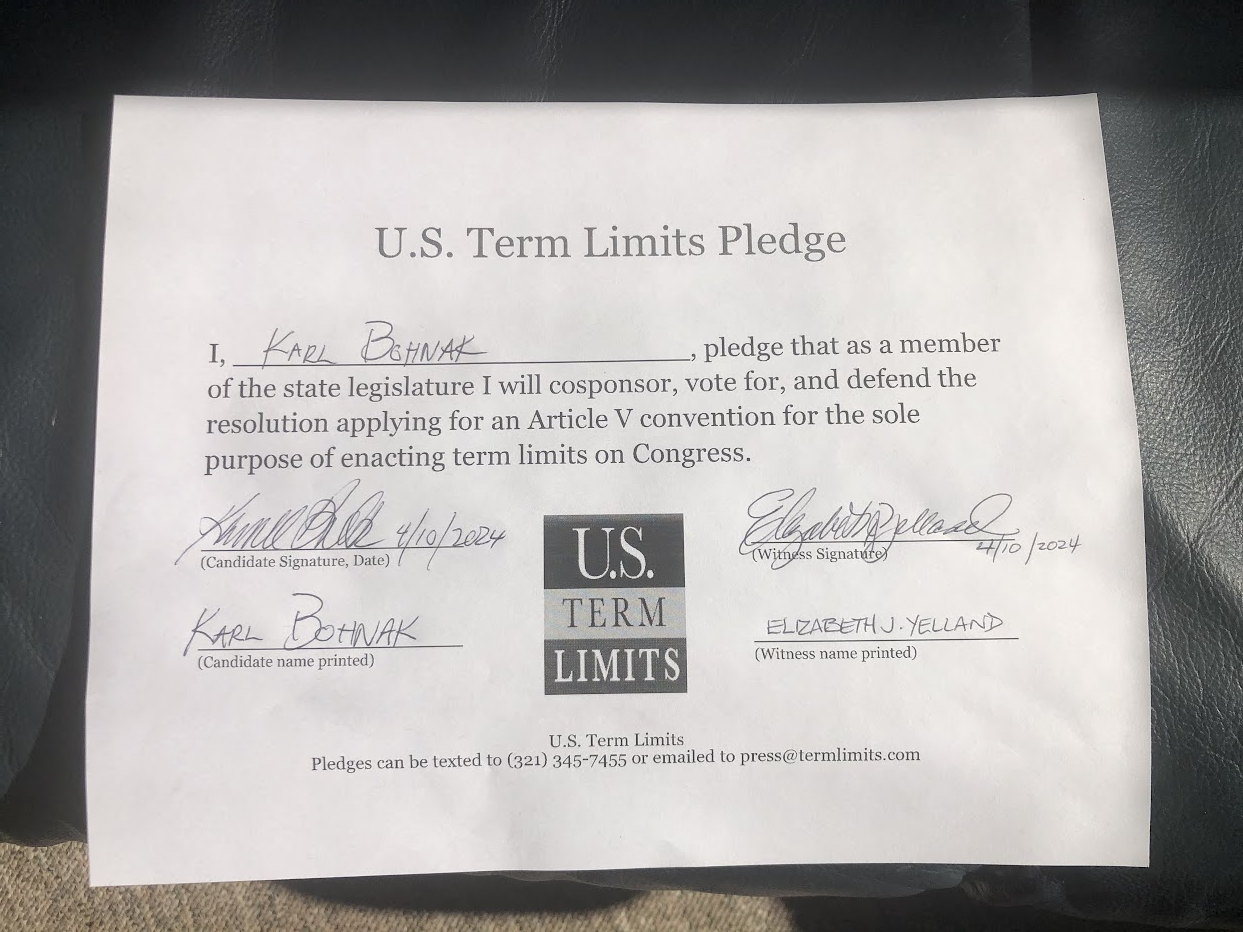 U.S. Term Limits Pledge
I, KARL BOHNAK, pledge that as a member
of the state legislature I will cosponsor, vote for, and defend the
resolution applying for an Article V convention for the sole
purpose of enacting term limits on Congress.
4/10/2024
(Candidate Signature, Date)
KARL BOHNAK
(Candidate name printed)
U.S.
TERM
LIMITS
Elizabeth J Yelland
(Witness Signature)
4/10/2024
ELIZABETH J. YELLAND
(Witness name printed)
U.S. Term Limits
Pledges can be texted to (321) 345-7455 or emailed to press@termlimits.com